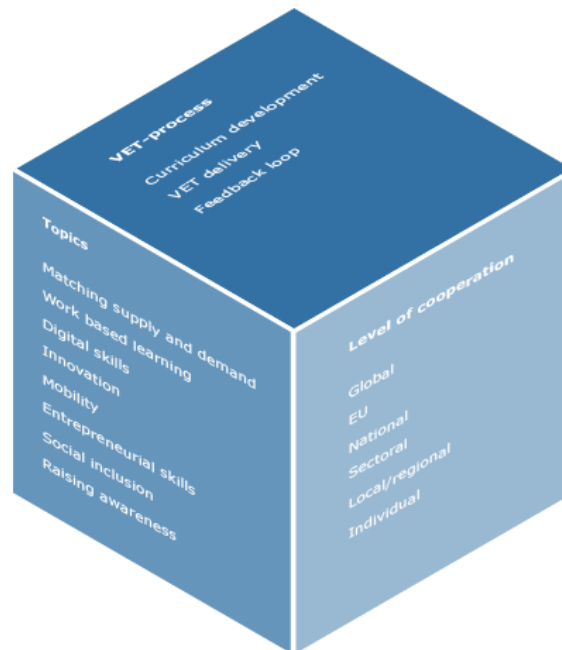 VET-process
Curriculum development
VET delivery
Feedback loop
Topics
Matching supply and demand
Work based learning
Digital skills
Innovation
Mobility
Entrepreneurial skills
Social inclusion
Raising awareness
Level of cooperation
Global
EU
National
Sectoral
Local/regional
Individual